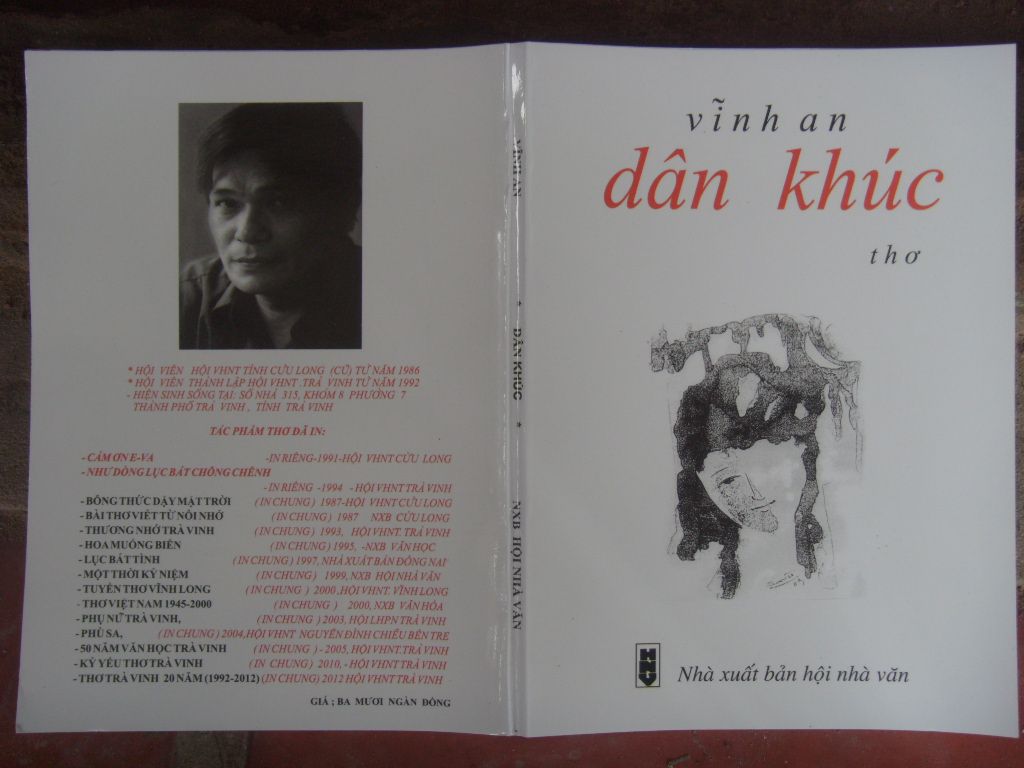 * HỘI VIÊN HỘI VHNT TỈNH CỬU LONG (CŨ) TỪ NĂM 1986
* HỘI VIÊN THÀNH LẬP HỘI VHNT TRÀ VINH TỪ NĂM 1992
- HIỆN SINH SỐNG TẠI: SỐ NHÀ 315, KHÓM 8 PHƯỜNG 7
THÀNH PHỐ TRÀ VINH , TỈNH TRÀ VINH
TÁC PHẨM THƠ ĐÃ IN:
- CẢM ƠN E-VA -IN RIÊNG-1991-HỘI VHNT CỬU LONG
- NHƯ DÒNG LỤC BÁT CHÔNG CHÊNH
-IN RIÊNG -1994 - HỘI VHNT TRÀ VINH
- BÔNG THỨC DẬY MẶT TRỜI (IN CHUNG) 1987-HỘI VHNT CỬU LONG
- BÀI THƠ VIẾT TỪ NỖI NHỚ (IN CHUNG) 1987 NXB CỬU LONG
- THƯƠNG NHỚ TRÀ VINH (IN CHUNG) 1993, HỘI VHNT. TRÀ VINH
- HOA MUỐNG BIỂN (IN CHUNG) 1995, -NXB VĂN HỌC
- LỤC BÁT TÌNH (IN CHUNG) 1997, NHÀ XUẤT BẢN ĐỒNG NAI
- MỘT THỜI KỶ NIỆM (IN CHUNG) 1999, NXB HỘI NHÀ VĂN
- TUYỂN THƠ VĨNH LONG (IN CHUNG ) 2000 ,HỘI VHNT. VĨNH LONG
- THƠ VIỆT NAM 1945-2000 (IN CHUNG ) 2000, NXB VĂN HÓA
- PHỤ NỮ TRÀ VINH, (IN CHUNG ) 2003, HỘI LHPN TRÀ VINH
- PHÙ SA, (IN CHUNG ) 2004,HỘI VHNT NGUYỄN ĐÌNH CHIỂU BẾN TRE
- 50 NĂM VĂN HỌC TRÀ VINH (IN CHUNG ) - 2005, HỘI VHNT.TRÀ VINH
- KỶ YẾU THƠ TRÀ VINH (IN CHUNG ) 2010, - HỘI VHNT TRÀ VINH
- THƠ TRÀ VINH 20 NĂM (1992-2012) (IN CHUNG) 2012 HỘI VHNT TRÀ VINH
GIÁ ; BA MƯƠI NGÀN ĐỒNG
VĨNH AN * DÂN KHÚC * NXB HỘI NHÀ VĂN
vĩnh an
dân khúc
thơ
HNV
Nhà xuất bản hội nhà văn